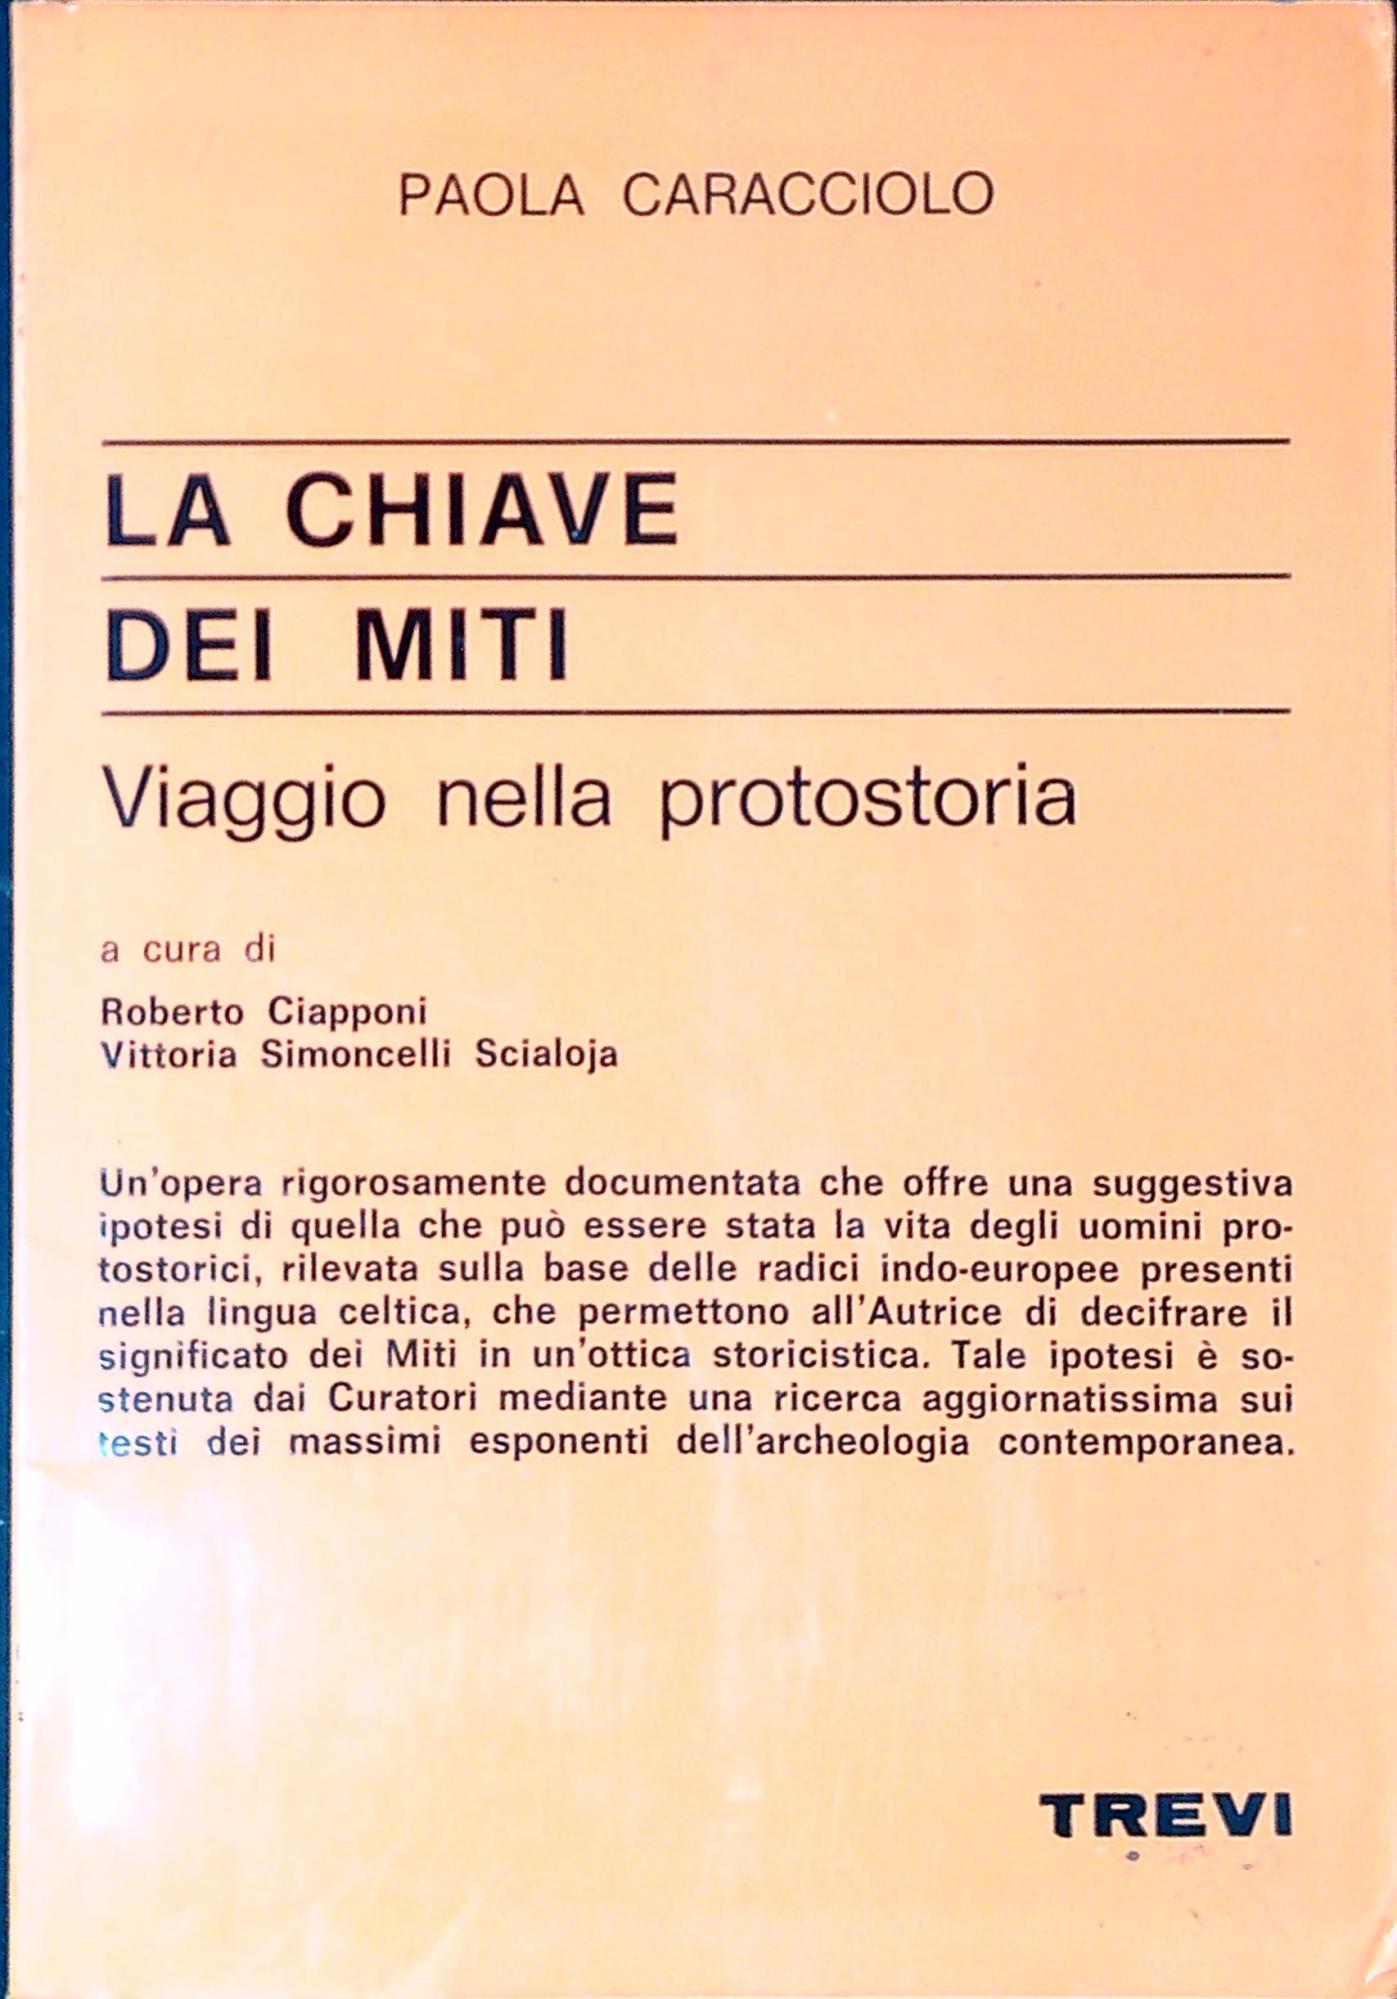 PAOLA CARACCIOLO
LA CHIAVE
DEI MITI
Viaggio nella protostoria
a cura di
Roberto Ciapponi
Vittoria Simoncelli Scialoja
Un'opera rigorosamente documentata che offre una suggestiva
ipotesi di quella che può essere stata la vita degli uomini pro-
tostorici, rilevata sulla base delle radici indo-europee presenti
nella lingua celtica, che permettono all'Autrice di decifrare il
significato dei Miti in un'ottica storicistica. Tale ipotesi è so-
stenuta dai Curatori mediante una ricerca aggiornatissima sui
testi dei massimi esponenti dell'archeologia contemporanea.
TREVI